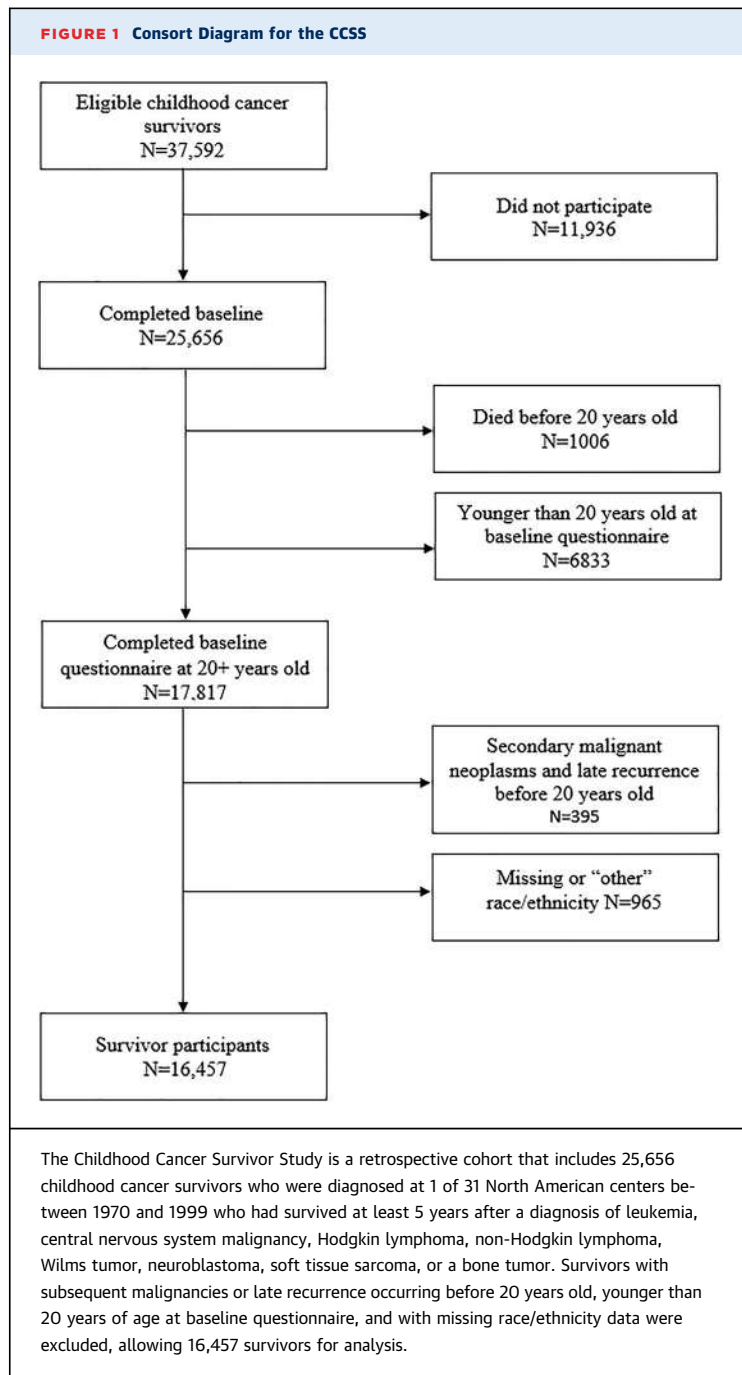 FIGURE 1 Consort Diagram for the CCSS
Eligible childhood cancer
survivors
N=37,592
Did not participate
N=11,936
Completed baseline
N=25,656
Died before 20 years old
N=1006
Younger than 20 years old at
baseline questionnaire
N=6833
Completed baseline
questionnaire at 20+ years old
N=17.817
Secondary malignant
neoplasms and late recurrence
before 20 years old
N=395
Missing or “other”
race/ethnicity N=965
Survivor participants
N=16,457
The Childhood Cancer Survivor Study is a retrospective cohort that includes 25,656
childhood cancer survivors who were diagnosed at 1 of 31 North American centers be-
tween 1970 and 1999 who had survived at least 5 years after a diagnosis of leukemia,
central nervous system malignancy, Hodgkin lymphoma, non-Hodgkin lymphoma,
Wilms tumor, neuroblastoma, soft tissue sarcoma, or a bone tumor. Survivors with
subsequent malignancies or late recurrence occurring before 20 years old, younger than
20 years of age at baseline questionnaire, and with missing race/ethnicity data were
excluded, allowing 16,457 survivors for analysis.